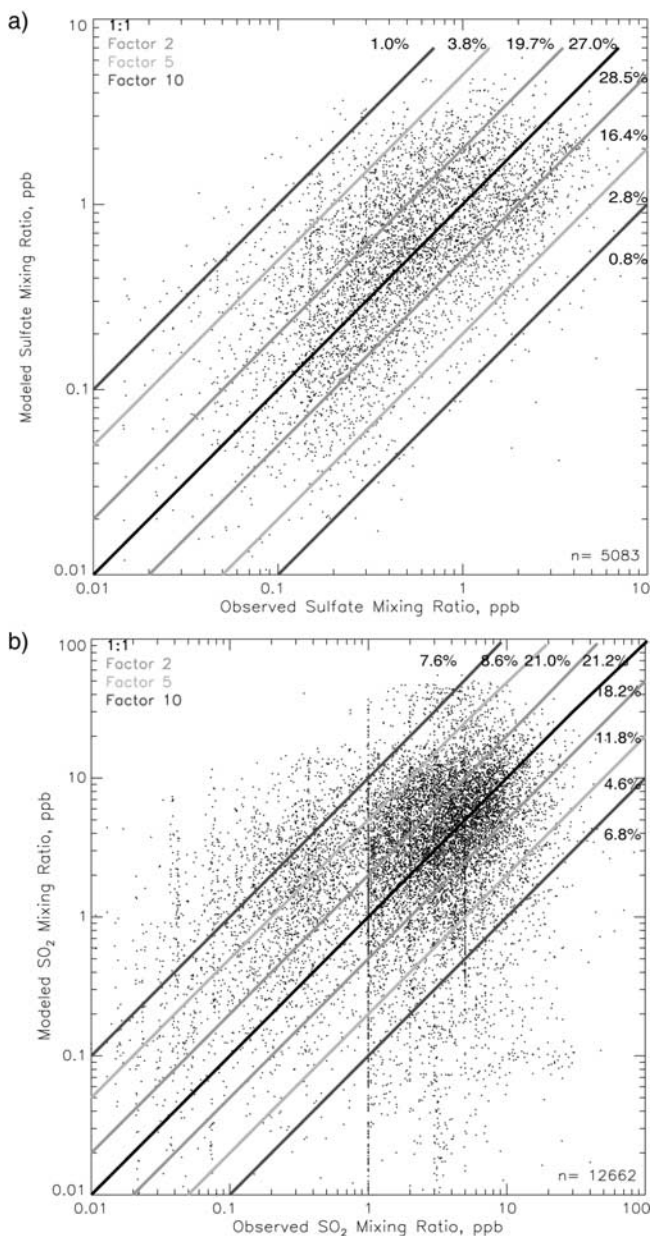 a)
10
1:1
Factor 2
Factor 5
Factor 10
1.0% 3.8% 19.7% 27.0%
28.5%
16.4%
2.8%
0.8%
1
0.1
0.01
Modeled Sulfate Mixing Ratio, ppb
n= 5083
0.01 0.1 1 10
Observed Sulfate Mixing Ratio, ppb
b)
100
1:1
Factor 2
Factor 5
Factor 10
7.6% 8.6% 21.0% 21.2%
18.2%
11.8%
4.6%
6.8%
10
1
0.1
0.01
Modeled SO2 Mixing Ratio, ppb
n= 12662
0.01 0.1 1 10 100
Observed SO2 Mixing Ratio, ppb